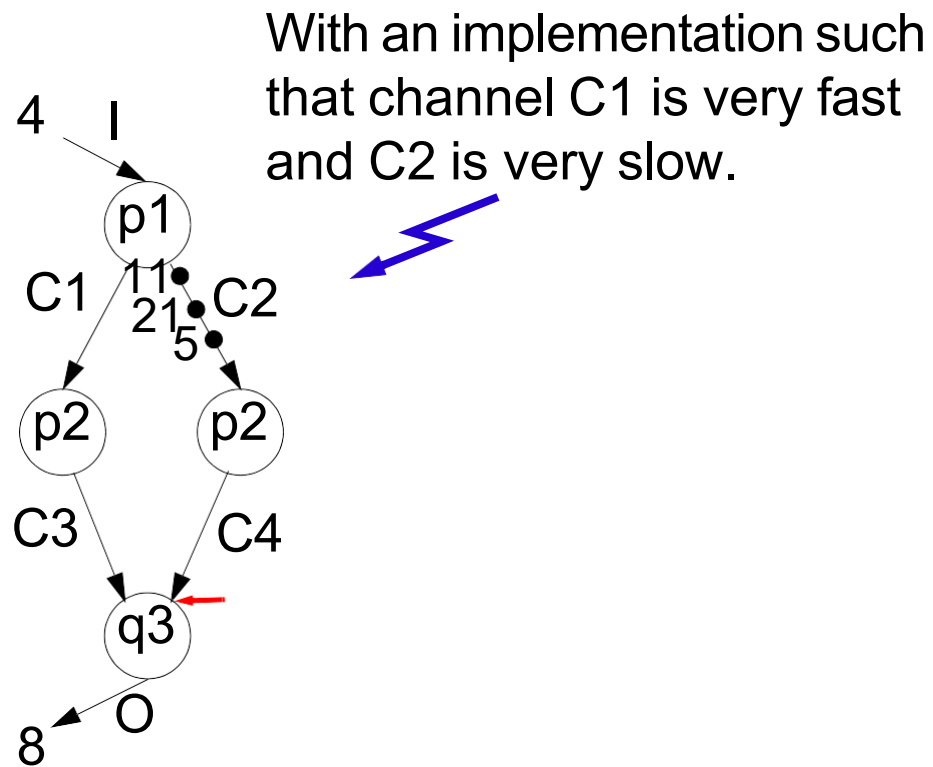 With an implementation such
that channel C1 is very fast
and C2 is very slow.
4 I
p1
C1 11 C2
21
5
p2 p2
C3 C4
q3
O
8